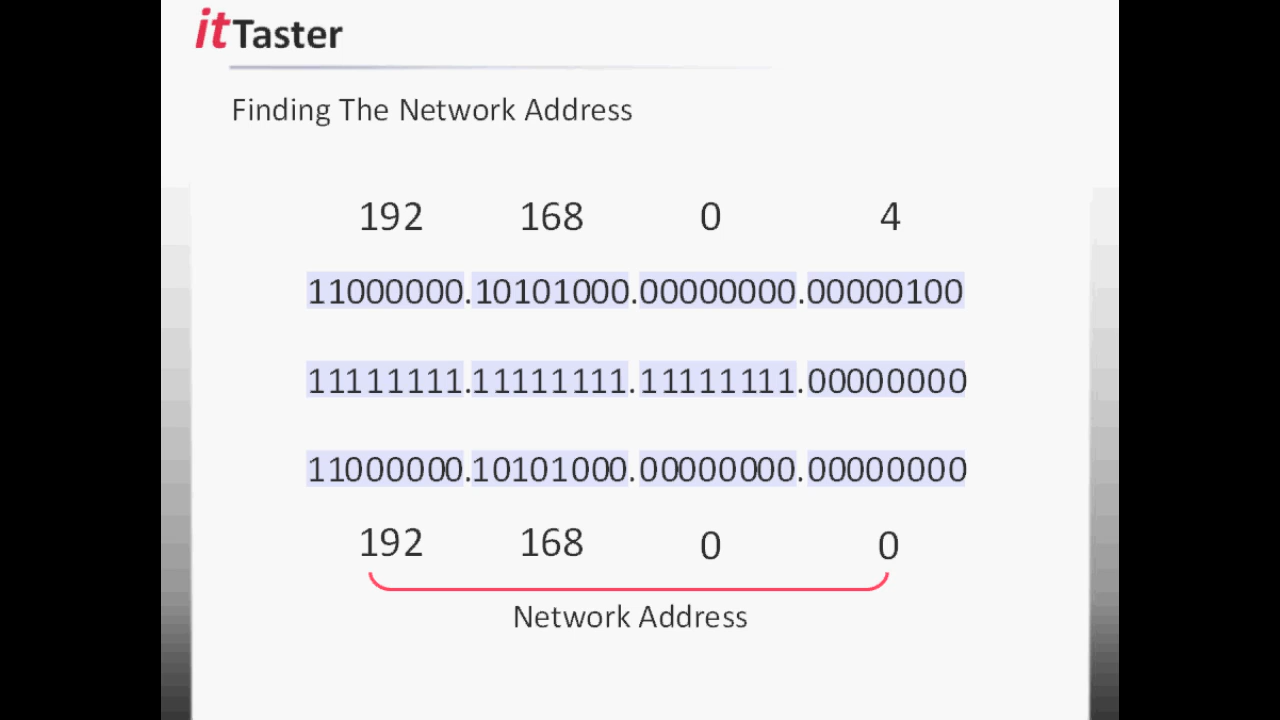 itTaster
Finding The Network Address
192 168 0 4
11000000.10101000.00000000.00000100
11111111.11111111.11111111.00000000
11000000.10101000.00000000.00000000
192 168 0 0
Network Address